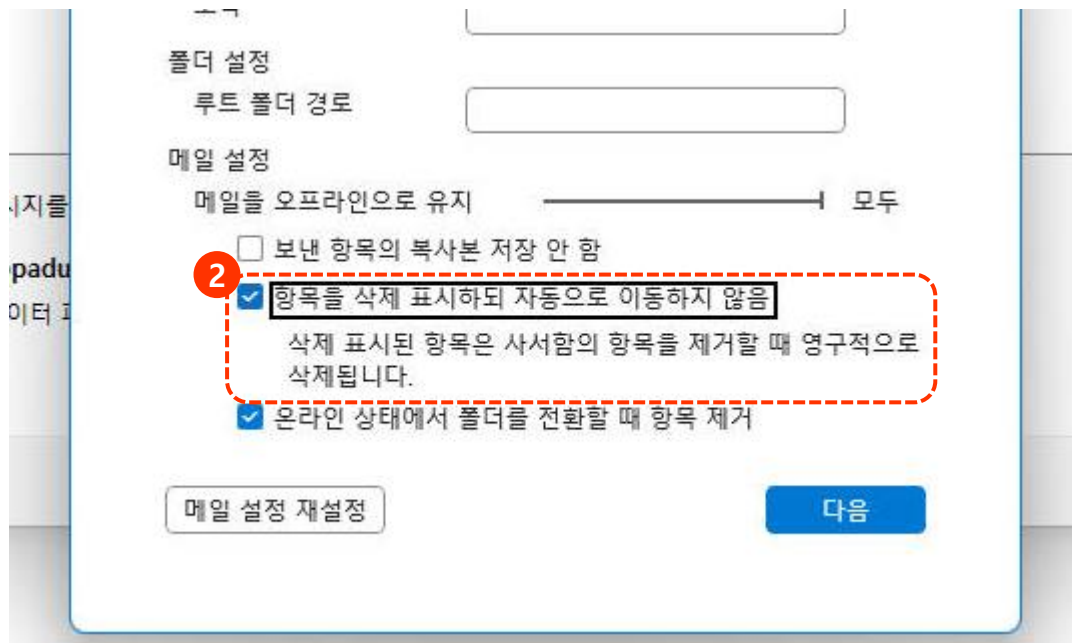 폴더 설정
루트 폴더 경로
메일 설정
시지를
메일을 오프라인으로 유지 모두
보낸 항목의 복사본 저장 안 함
padu
2
항목을 삭제 표시하되 자동으로 이동하지 않음
이터
삭제 표시된 항목은 사서함의 항목을 제거할 때 영구적으로
삭제됩니다.
온라인 상태에서 폴더를 전환할 때 항목 제거
메일 설정 재설정 다음